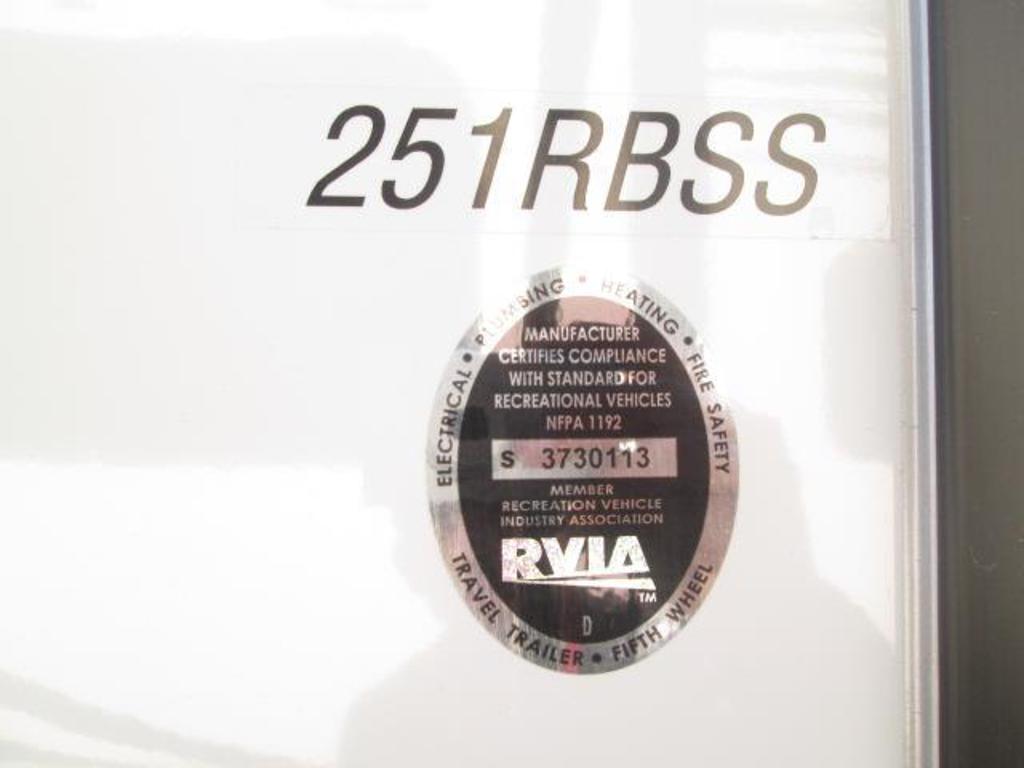 251RBSS
ELECTRICAL • PLUMBING • HEATING • FIRE SAFETY
MANUFACTURER
CERTIFIES COMPLIANCE
WITH STANDARD FOR
RECREATIONAL VEHICLES
NFPA 1192
S 3730113
MEMBER
RECREATION VEHICLE
INDUSTRY ASSOCIATION
RVIA
TM
D
TRAVEL TRAILER • FIFTH WHEEL